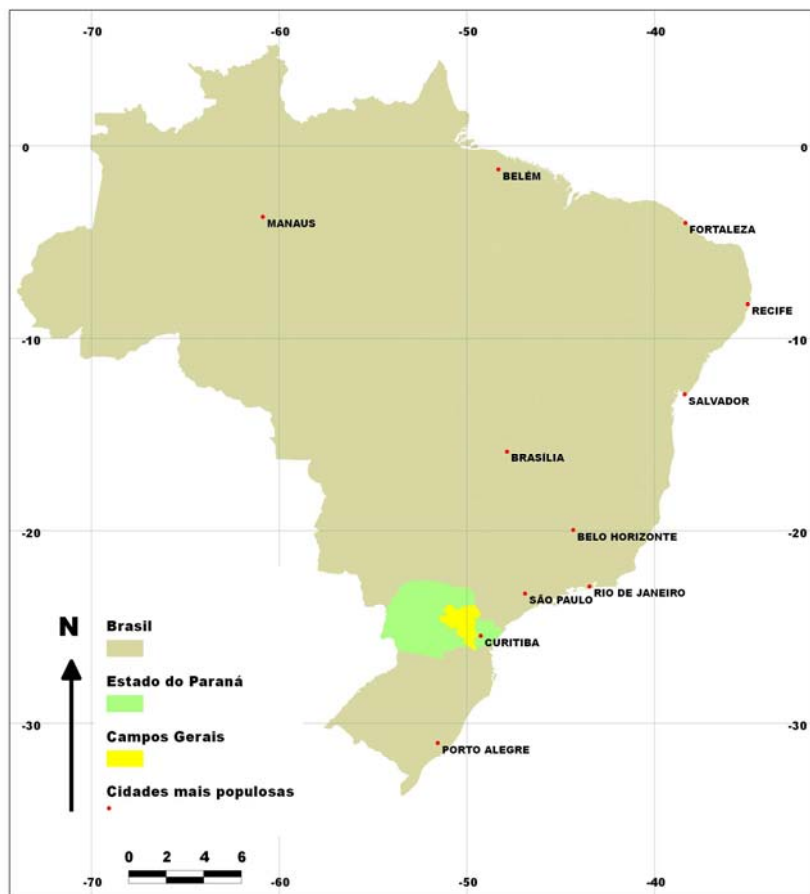 -70 -60 -50 -40
0 0
BELÉM
MANAUS
FORTALEZA
RECIFE
-10 -10
SALVADOR
BRASÍLIA
-20 -20
BELO HORIZONTE
RIO DE JANEIRO
SÃO PAULO
CURITIBA
N
Brasil
Estado do Paraná
-30 -30
Campos Gerais
PORTO ALEGRE
Cidades mais populosas
0 2 4 6
-70 -60 -50 -40